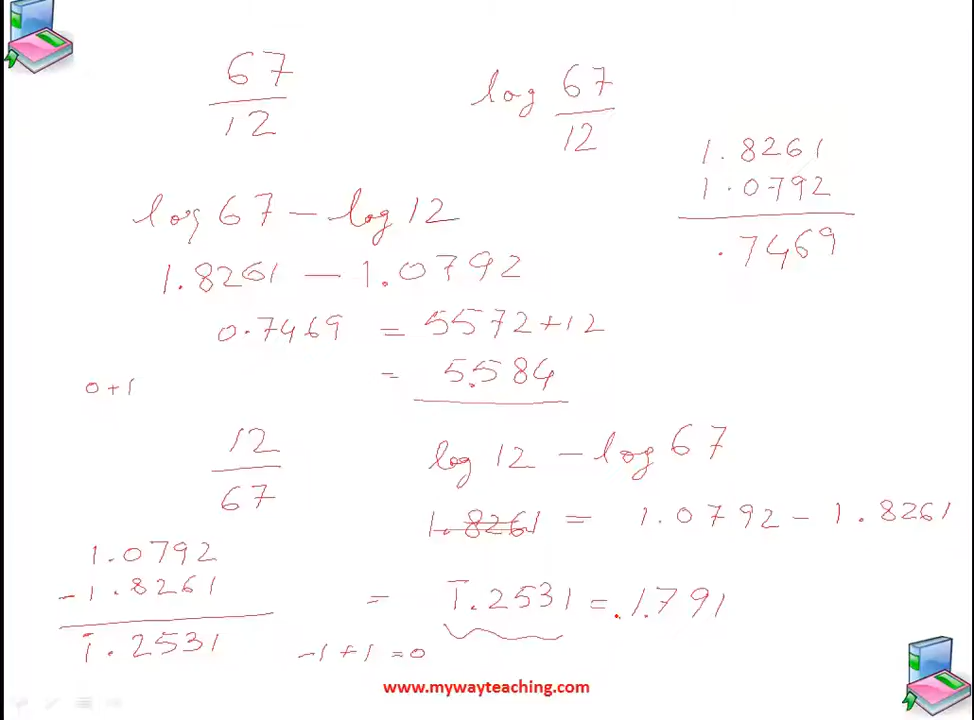 67/12
log 67/12
1.8261
1.0792
.7469
log 67 - log 12
1.8261 - 1.0792
0.7469 = 5572+12
= 5.584
0+1
12/67
log 12 - log 67
1.8261 = 1.0792 - 1.8261
1.0792
-1.8261
1̄.2531
= 1̄.2531 = .1791
-1+1=0
www.mywayteaching.com